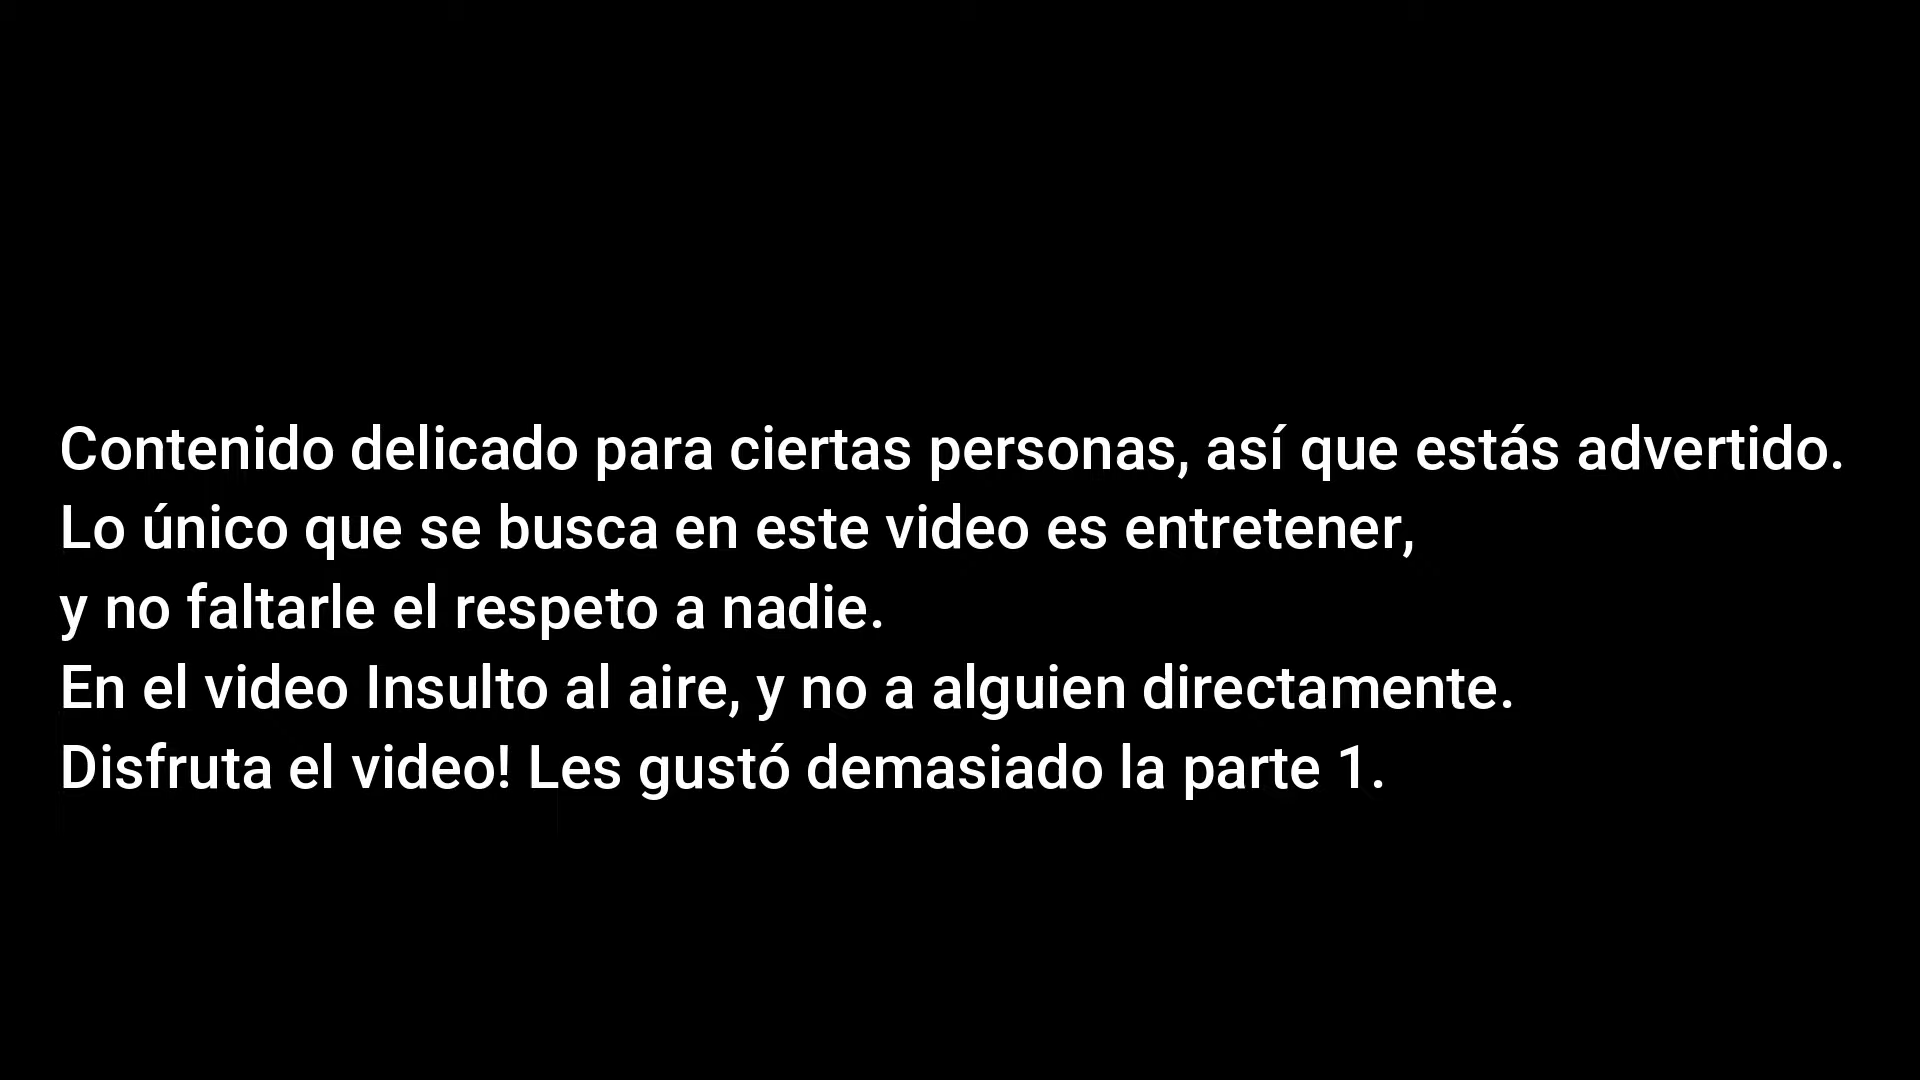 Contenido delicado para ciertas personas, así que estás advertido.
Lo único que se busca en este video es entretener,
y no faltarle el respeto a nadie.
En el video Insulto al aire, y no a alguien directamente.
Disfruta el video! Les gustó demasiado la parte 1.